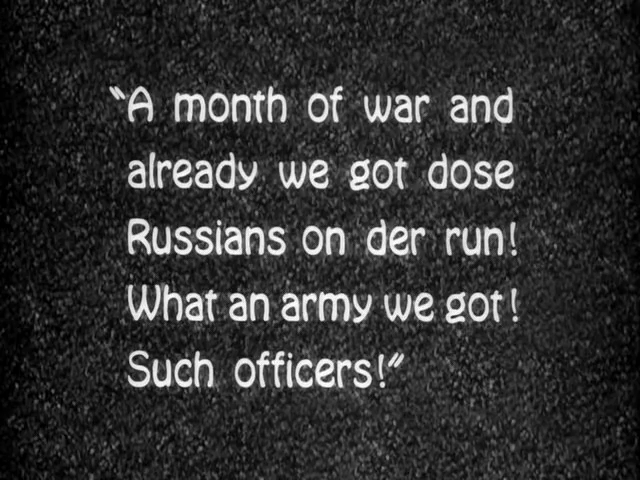 “A month of war and
already we got dose
Russians on der run!
What an army we got!
Such officers!”